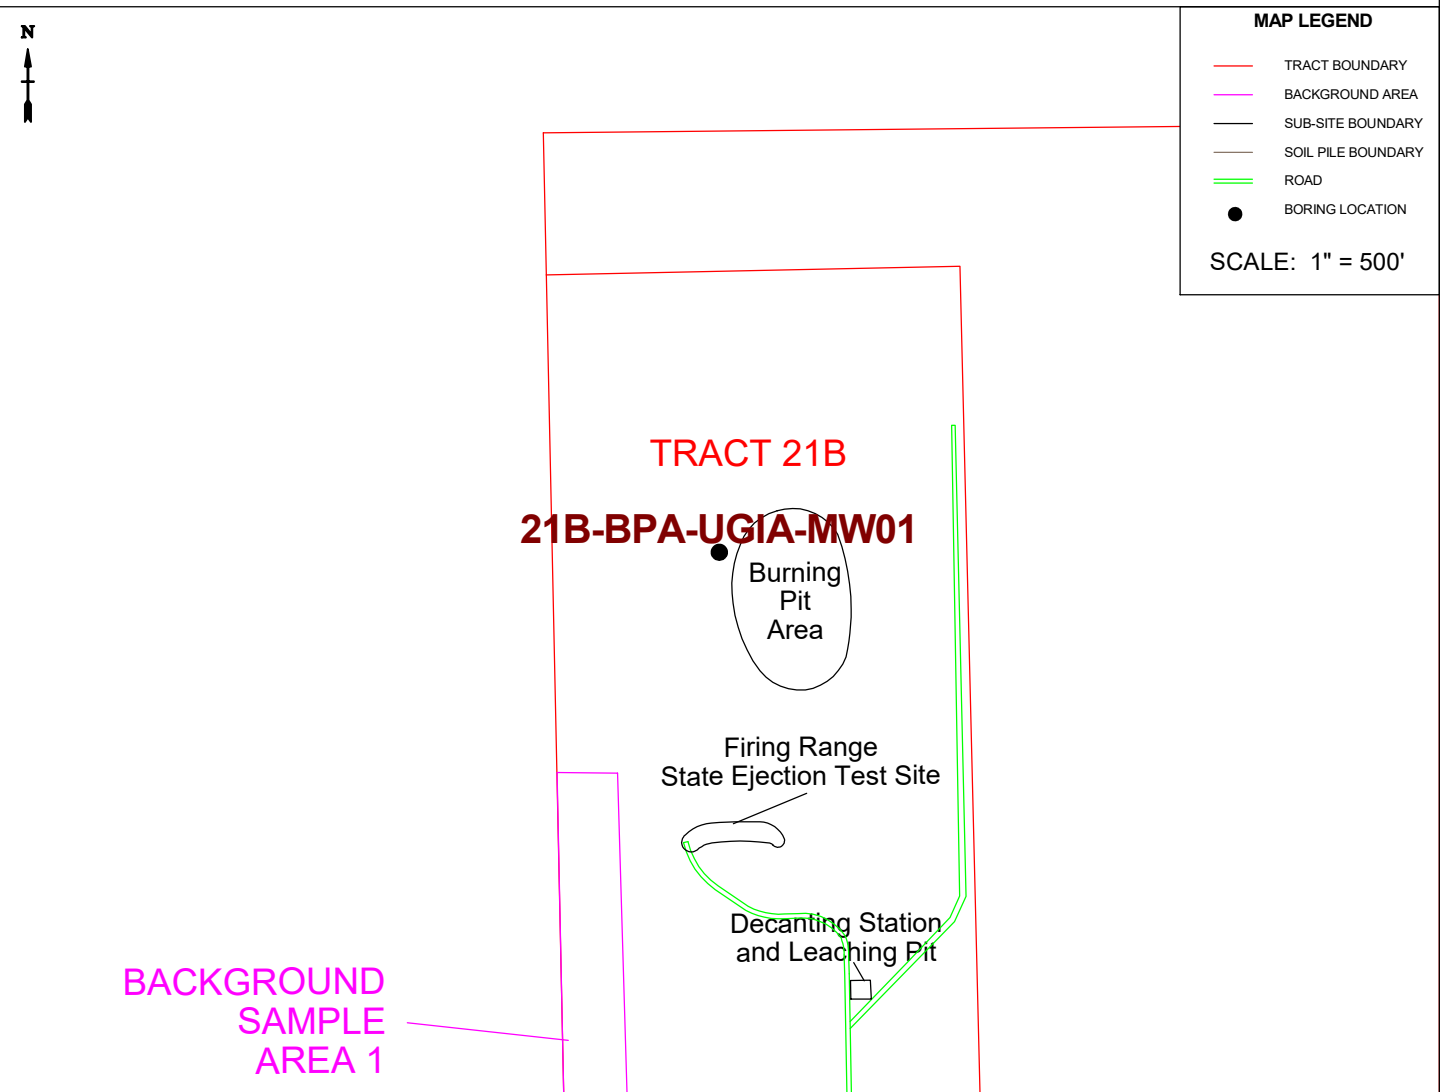 N
MAP LEGEND
TRACT BOUNDARY
BACKGROUND AREA
SUB-SITE BOUNDARY
SOIL PILE BOUNDARY
ROAD
BORING LOCATION
SCALE: 1" = 500'
TRACT 21B
21B-BPA-UGIA-MW01
Burning
Pit
Area
Firing Range
State Ejection Test Site
Decanting Station
and Leaching Pit
BACKGROUND
SAMPLE
AREA 1